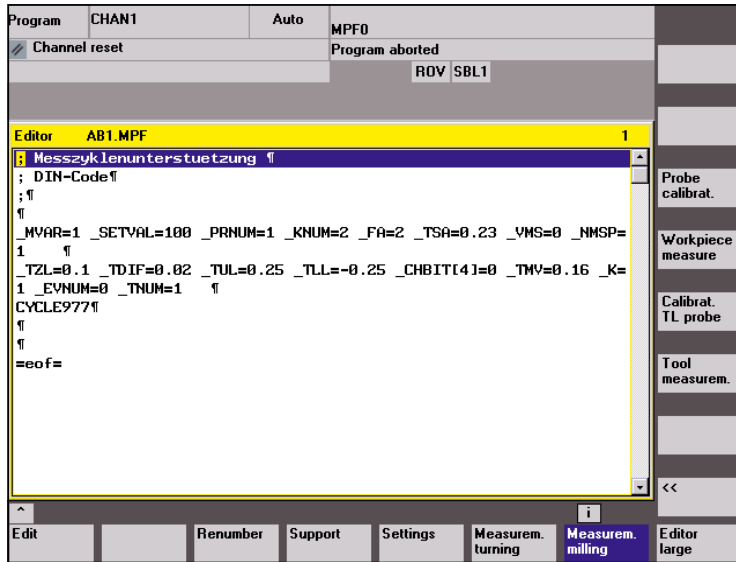 Program CHAN1 Auto MPF0
Channel reset Program aborted
ROV SBL1
Editor AB1.MPF 1
; Messzyklenunterstuetzung ¶
; DIN-Code¶
;¶
¶
_MVAR=1 _SETVAL=100 _PRNUM=1 _KNUM=2 _FA=2 _TSA=0.23 _VMS=0 _NMSP=
1 ¶
_TZL=0.1 _TDIF=0.02 _TUL=0.25 _TLL=-0.25 _CHBIT[4]=0 _TMV=0.16 _K=
1 _EVNUM=0 _TNUM=1 ¶
CYCLE977¶
¶
¶
=eof=
Probe
calibrat.
Workpiece
measure
Calibrat.
TL probe
Tool
measurem.
<<
^ i
Edit
Renumber
Support
Settings
Measurem.
turning
Measurem.
milling
Editor
large